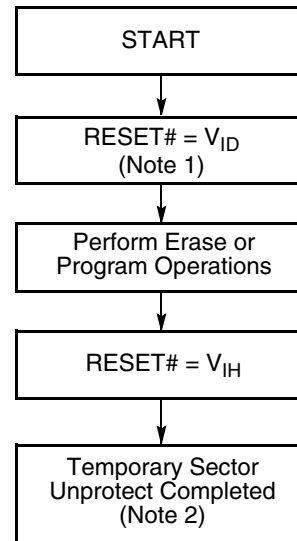 START
RESET# = VID
(Note 1)
Perform Erase or
Program Operations
RESET# = VIH
Temporary Sector
Unprotect Completed
(Note 2)